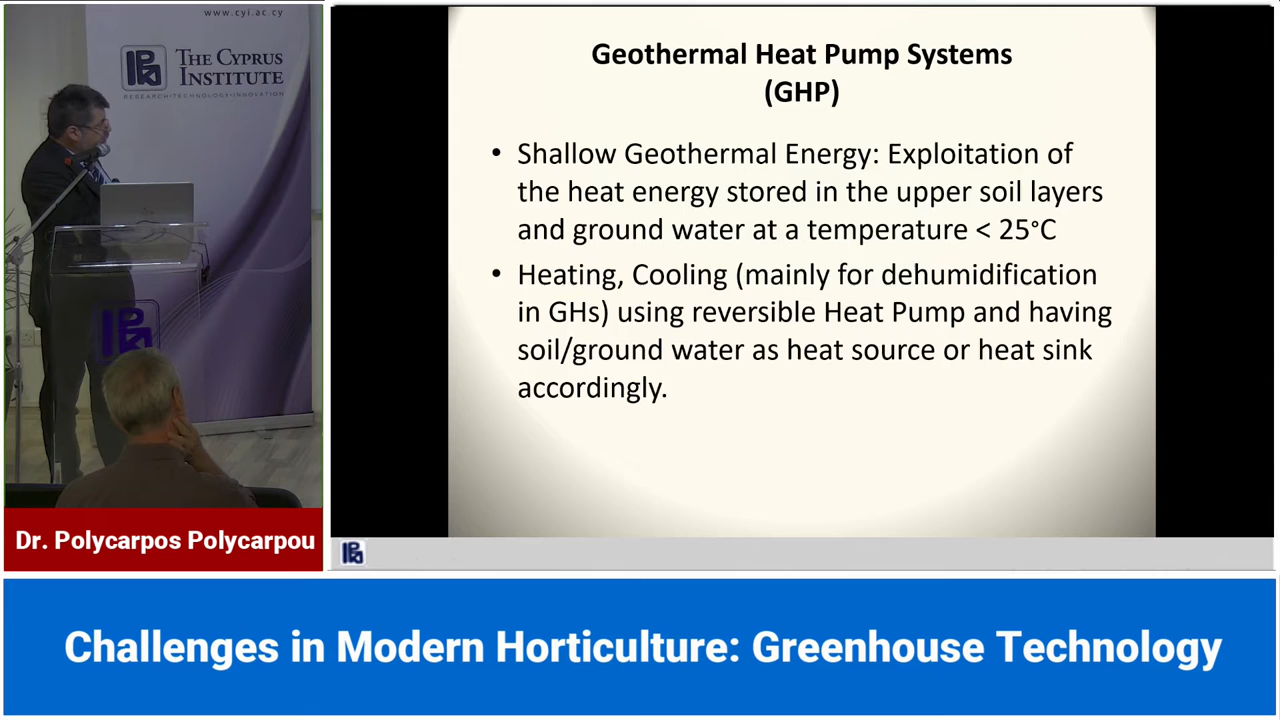 www.cyi.ac.cy
THE CYPRUS
INSTITUTE
RESEARCH•TECHNOLOGY•INNOVATION
Geothermal Heat Pump Systems
(GHP)
• Shallow Geothermal Energy: Exploitation of
the heat energy stored in the upper soil layers
and ground water at a temperature < 25°C
• Heating, Cooling (mainly for dehumidification
in GHs) using reversible Heat Pump and having
soil/ground water as heat source or heat sink
accordingly.
Dr. Polycarpos Polycarpou
Challenges in Modern Horticulture: Greenhouse Technology